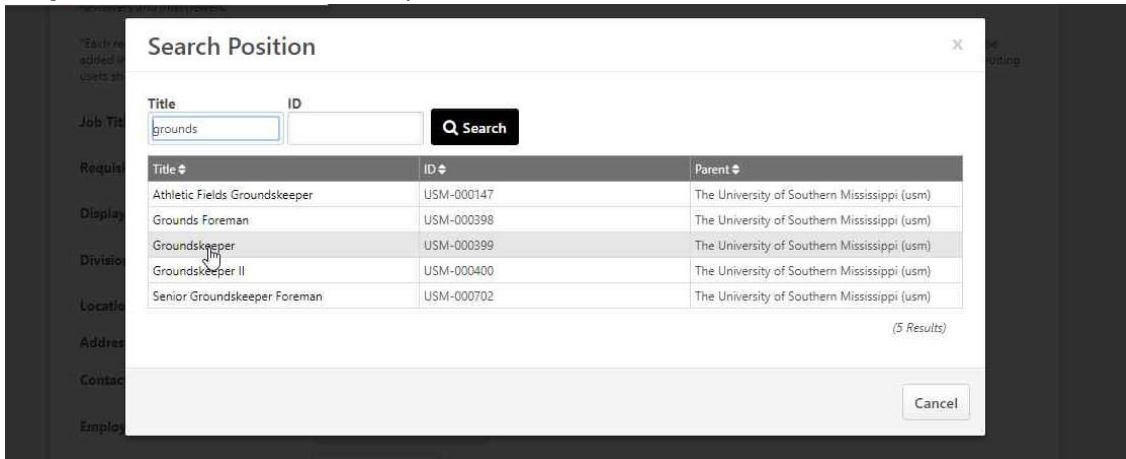 Search Position
X
Title ID
grounds Search
Title ID Parent
Athletic Fields Groundskeeper USM-000147 The University of Southern Mississippi (usm)
Grounds Foreman USM-000398 The University of Southern Mississippi (usm)
Groundskeeper USM-000399 The University of Southern Mississippi (usm)
Groundskeeper II USM-000400 The University of Southern Mississippi (usm)
Senior Groundskeeper Foreman USM-000702 The University of Southern Mississippi (usm)
(5 Results)
Cancel
Job Tit
Requisi
Display
Division
Locatio
Addres
Contac
Employ